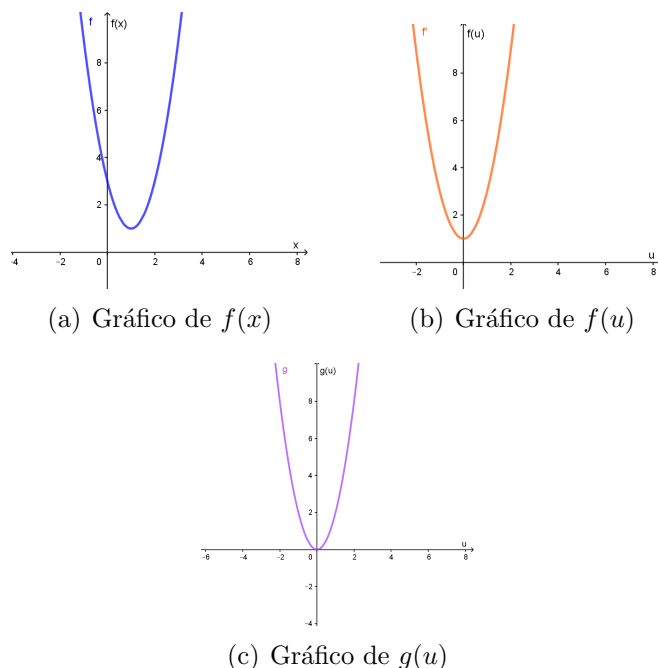 f f(x)
8
6
4
2
x
−4 −2 0 2 4 6 8
(a) Gráfico de f(x)
f' f(u)
8
6
4
2
u
−2 0 2 4 6 8
(b) Gráfico de f(u)
g g(u)
8
6
4
2
u
−6 −4 −2 0 2 4 6 8
−2
−4
(c) Gráfico de g(u)